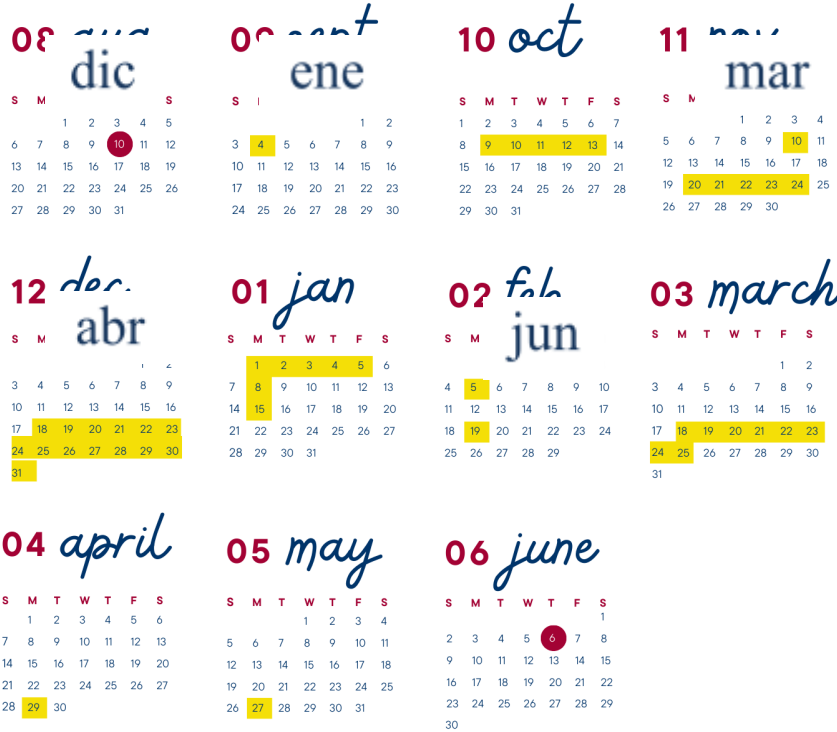 08
dic
S M S
1 2 3 4 5
6 7 8 9 10 11 12
13 14 15 16 17 18 19
20 21 22 23 24 25 26
27 28 29 30 31
09
ene
S
1 2
3 4 5 6 7 8 9
10 11 12 13 14 15 16
17 18 19 20 21 22 23
24 25 26 27 28 29 30
10 oct
S M T W T F S
1 2 3 4 5 6 7
8 9 10 11 12 13 14
15 16 17 18 19 20 21
22 23 24 25 26 27 28
29 30 31
11
mar
S M
1 2 3 4
5 6 7 8 9 10 11
12 13 14 15 16 17 18
19 20 21 22 23 24 25
26 27 28 29 30
12 dec
abr
S M
3 4 5 6 7 8 9
10 11 12 13 14 15 16
17 18 19 20 21 22 23
24 25 26 27 28 29 30
31
01 jan
S M T W T F S
1 2 3 4 5 6
7 8 9 10 11 12 13
14 15 16 17 18 19 20
21 22 23 24 25 26 27
28 29 30 31
02 feb
jun
S M
4 5 6 7 8 9 10
11 12 13 14 15 16 17
18 19 20 21 22 23 24
25 26 27 28 29
03 march
S M T W T F S
1 2
3 4 5 6 7 8 9
10 11 12 13 14 15 16
17 18 19 20 21 22 23
24 25 26 27 28 29 30
31
04 april
S M T W T F S
1 2 3 4 5 6
7 8 9 10 11 12 13
14 15 16 17 18 19 20
21 22 23 24 25 26 27
28 29 30
05 may
S M T W T F S
1 2 3 4
5 6 7 8 9 10 11
12 13 14 15 16 17 18
19 20 21 22 23 24 25
26 27 28 29 30 31
06 june
S M T W T F S
1
2 3 4 5 6 7 8
9 10 11 12 13 14 15
16 17 18 19 20 21 22
23 24 25 26 27 28 29
30